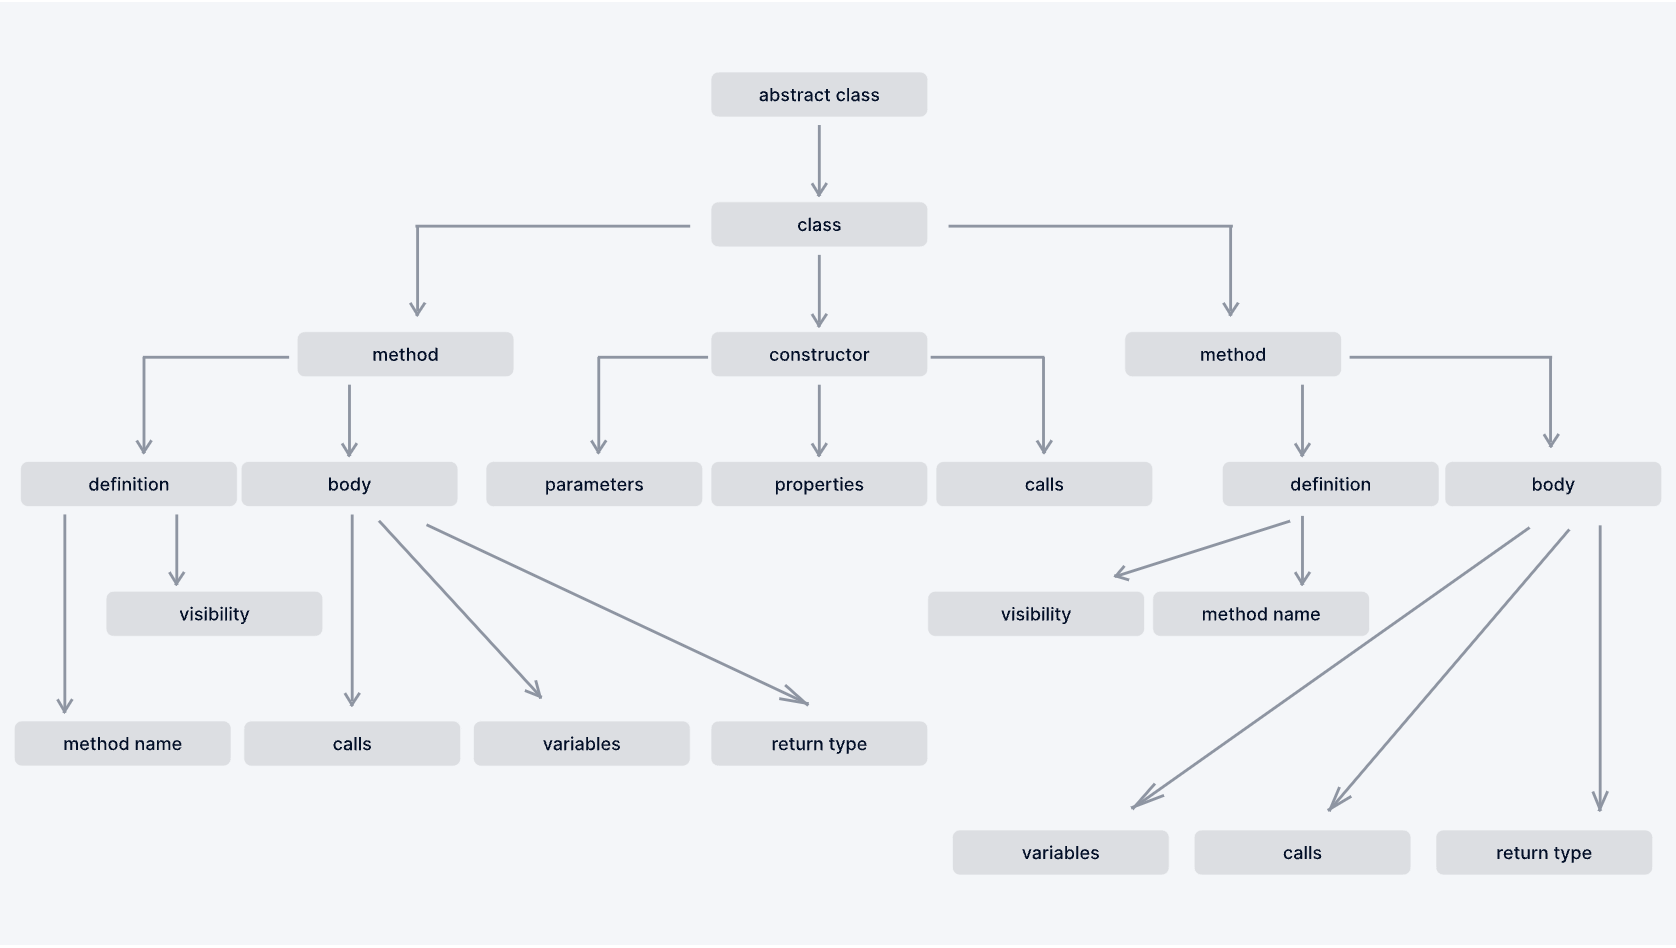 abstract class
class
method
constructor
method
definition
body
parameters
properties
calls
definition
body
visibility
visibility
method name
method name
calls
variables
return type
variables
calls
return type